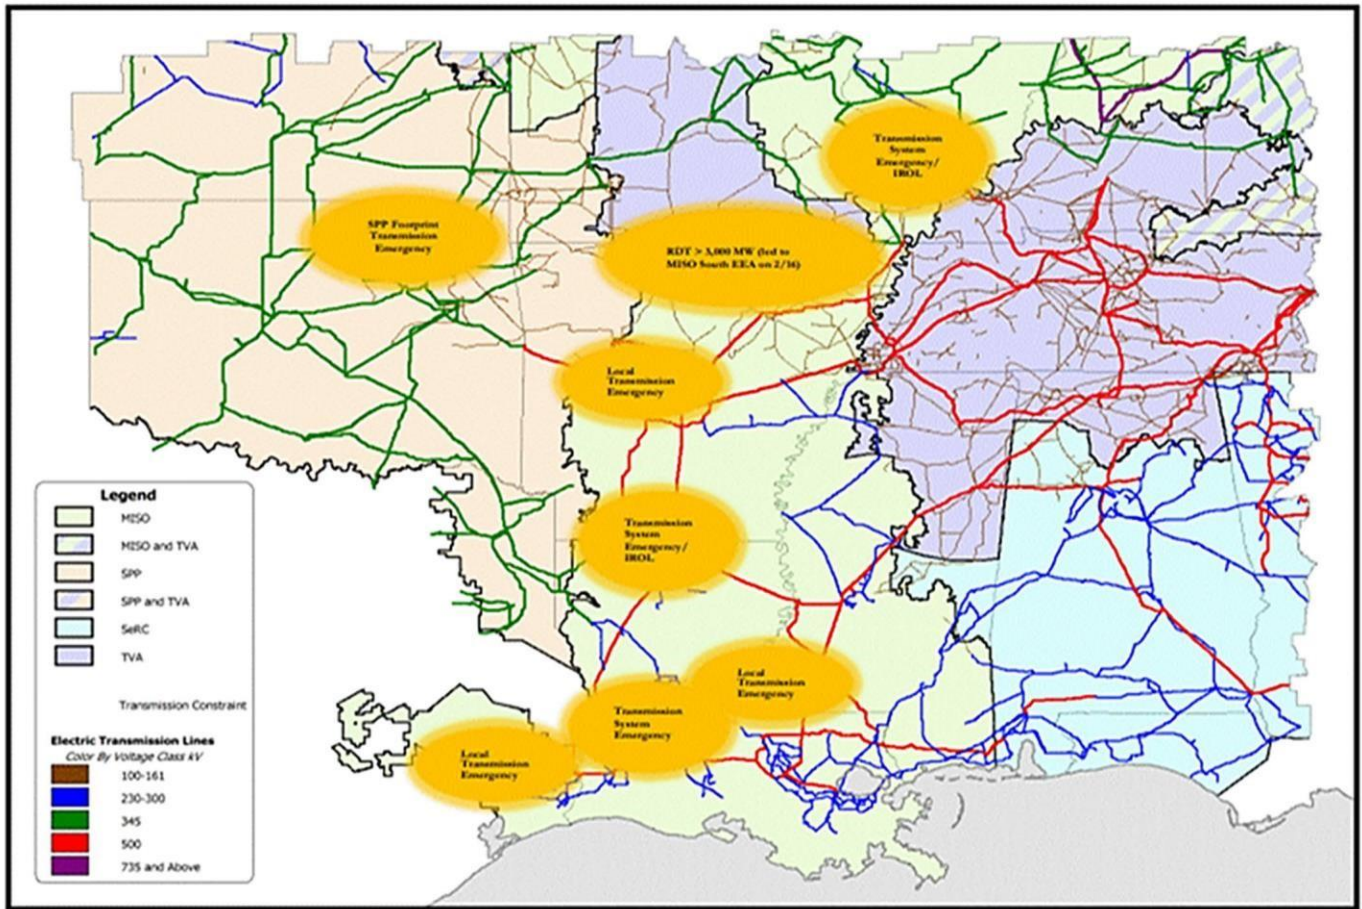 Transmission
System
Emergency/
IROL
SPP Footprint
Transmission
Emergency
RDT > 3,000 MW (led to
MISO South EEA on 2/16)
Local
Transmission
Emergency
Transmission
System
Emergency/
IROL
Local
Transmission
Emergency
Transmission
System
Emergency
Local
Transmission
Emergency
Legend
MISO
MISO and TVA
SPP
SPP and TVA
SeRC
TVA
Transmission Constraint
Electric Transmission Lines
Color By Voltage Class kV
100-161
230-300
345
500
735 and Above